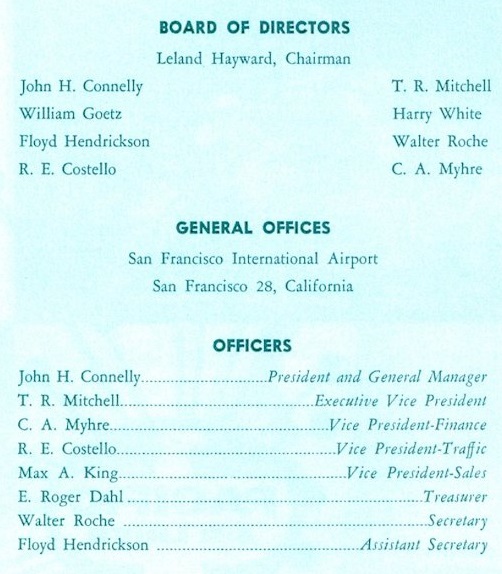 BOARD OF DIRECTORS
Leland Hayward, Chairman
John H. Connelly T. R. Mitchell
William Goetz Harry White
Floyd Hendrickson Walter Roche
R. E. Costello C. A. Myhre
GENERAL OFFICES
San Francisco International Airport
San Francisco 28, California
OFFICERS
John H. Connelly....................President and General Manager
T. R. Mitchell....................Executive Vice President
C. A. Myhre....................Vice President-Finance
R. E. Costello....................Vice President-Traffic
Max A. King....................Vice President-Sales
E. Roger Dahl ....................Treasurer
Walter Roche ....................Secretary
Floyd Hendrickson ....................Assistant Secretary